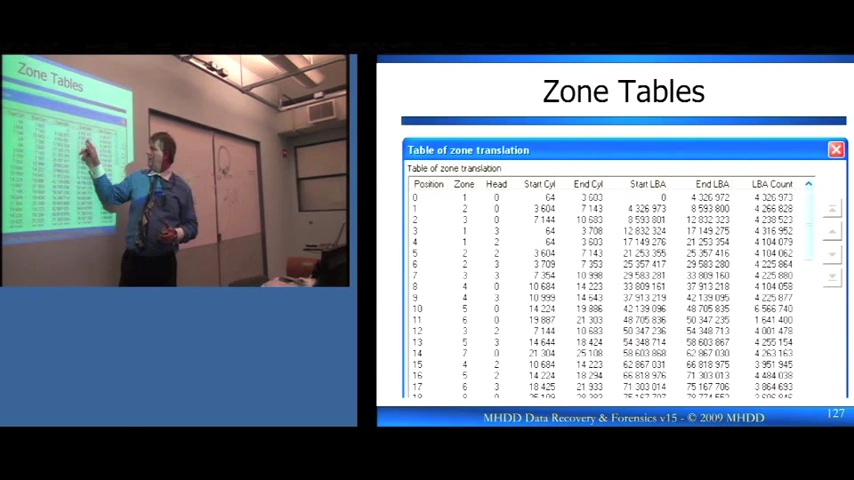 Zone Tables
Zone Tables
Table of zone translation
Table of zone translation
Position Zone Head Start Cyl End Cyl Start LBA End LBA LBA Count
0 1 0 64 3 603 0 4 326 972 4 326 973
1 2 0 3 604 7 143 4 326 973 8 593 800 4 266 828
2 3 0 7 144 10 683 8 593 801 12 832 323 4 238 523
3 1 3 64 3 708 12 832 324 17 149 275 4 316 952
4 1 2 64 3 603 17 149 276 21 253 354 4 104 079
5 2 2 3 604 7 143 21 253 355 25 357 416 4 104 062
6 2 3 3 709 7 353 25 357 417 29 583 280 4 225 864
7 3 3 7 354 10 998 29 583 281 33 809 160 4 225 880
8 4 0 10 684 14 223 33 809 161 37 913 218 4 104 058
9 4 3 10 999 14 643 37 913 219 42 139 095 4 225 877
10 5 0 14 224 19 886 42 139 096 48 705 835 6 566 740
11 6 0 19 887 21 303 48 705 836 50 347 235 1 641 400
12 3 2 7 144 10 683 50 347 236 54 348 713 4 001 478
13 5 3 14 644 18 424 54 348 714 58 603 867 4 255 154
14 7 0 21 304 25 108 58 603 868 62 867 030 4 263 163
15 4 2 10 684 14 223 62 867 031 66 818 975 3 951 945
16 5 2 14 224 18 294 66 818 976 71 303 013 4 484 038
17 6 3 18 425 21 933 71 303 014 75 167 706 3 864 693
MHDD Data Recovery & Forensics v15 - © 2009 MHDD
127